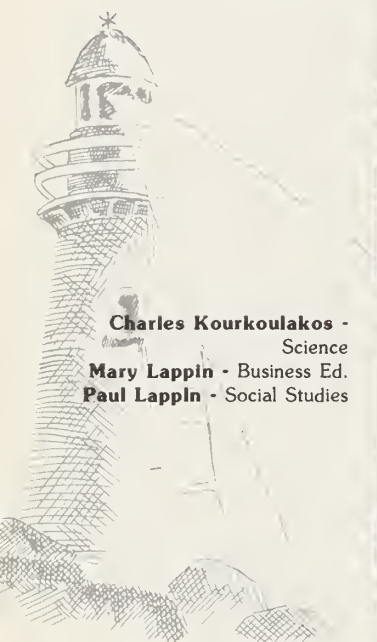 Charles Kourkoulakos -
Science
Mary Lappin - Business Ed.
Paul Lappin - Social Studies